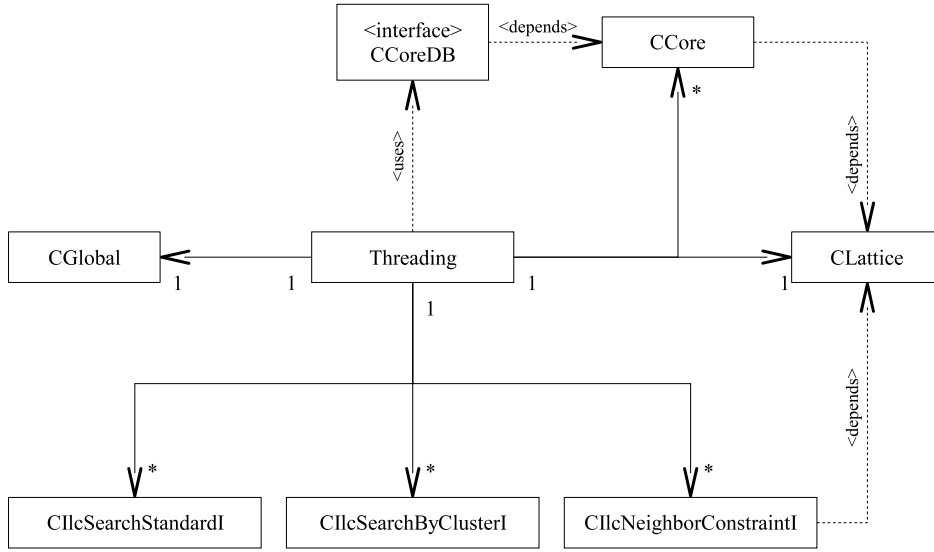 <interface>
CCoreDB
<depends>
CCore
*
<uses>
<depends>
CGlobal
Threading
CLattice
1
1
1
1
1
<depends>
*
*
*
CIlcSearchStandardI
CIlcSearchByClusterI
CIlcNeighborConstraintI